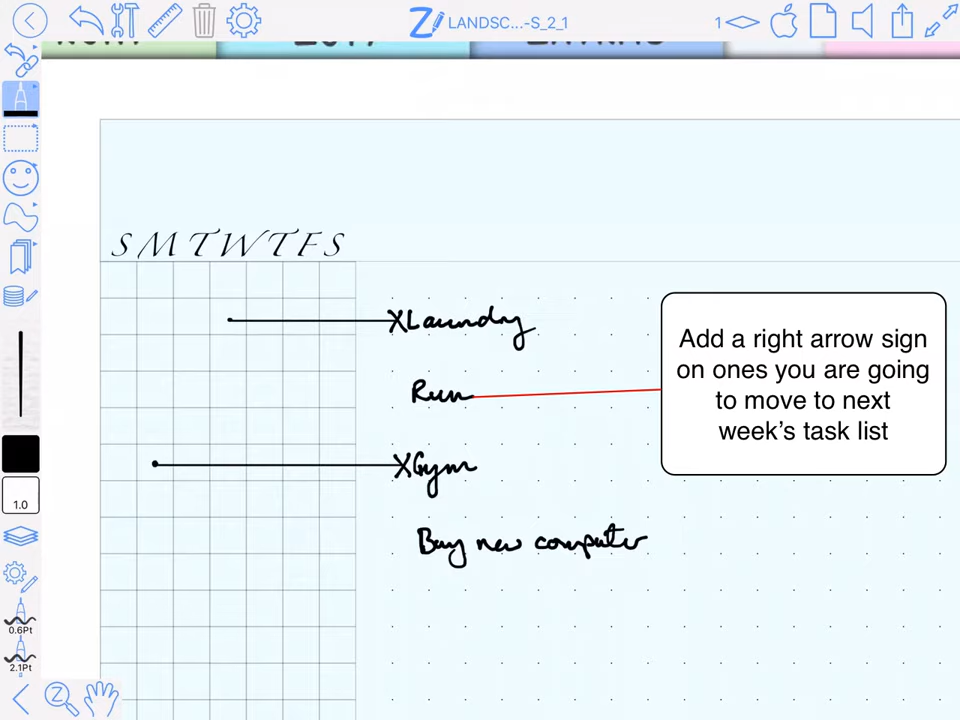 Z LANDSC...-S_2_1
1
2017
S M T W T F S
XLaundry
Run
XGym
Buy new computer
Add a right arrow sign
on ones you are going
to move to next
week's task list
1.0
0.6Pt
2.1Pt
Z